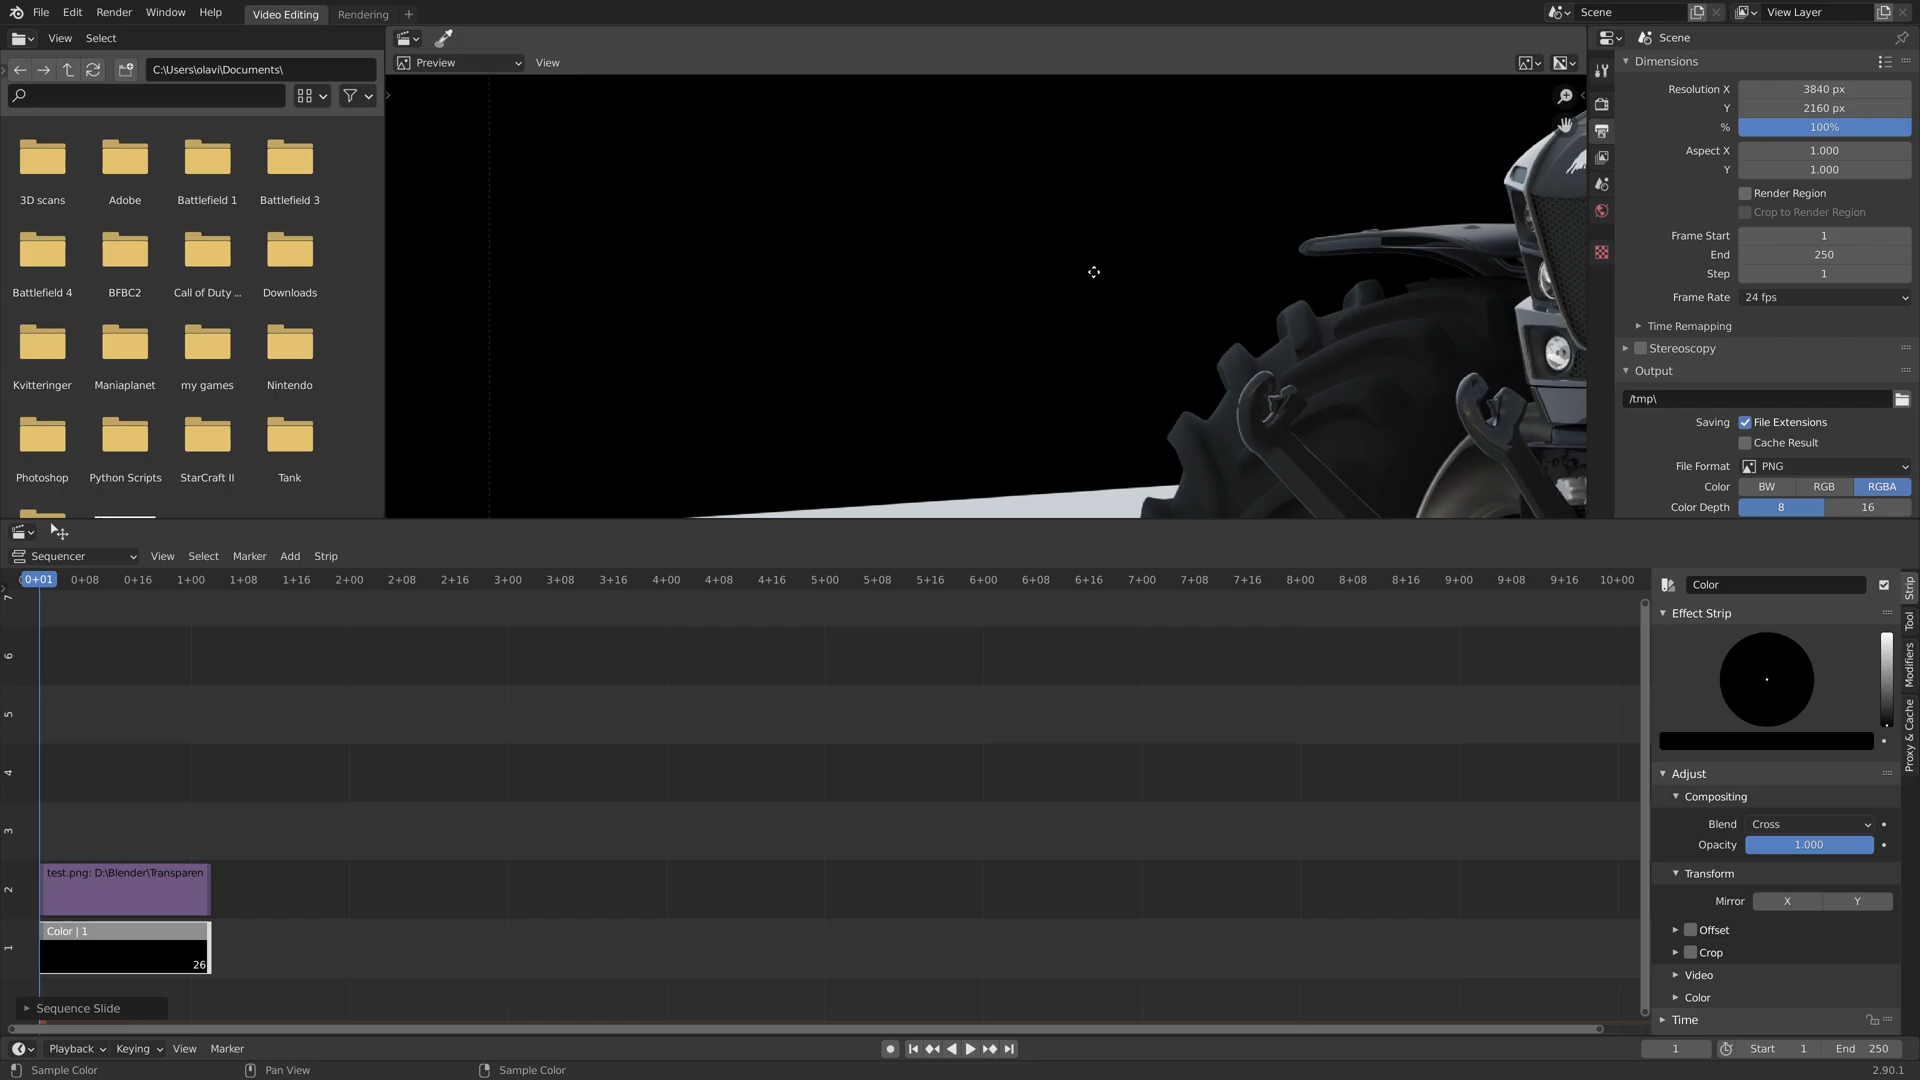 File Edit Render Window Help Video Editing Rendering + Scene View Layer
View Select
Scene
C:\Users\olavi\Documents\
Preview View
Dimensions
Resolution X 3840 px
Y 2160 px
% 100%
Aspect X 1.000
Y 1.000
Render Region
Crop to Render Region
Frame Start 1
End 250
Step 1
Frame Rate 24 fps
Time Remapping
Stereoscopy
Output
/tmp\
Saving File Extensions
Cache Result
File Format PNG
Color BW RGB RGBA
Color Depth 8 16
3D scans Adobe Battlefield 1 Battlefield 3
Battlefield 4 BFBC2 Call of Duty ... Downloads
Kvitteringer Maniaplanet my games Nintendo
Photoshop Python Scripts StarCraft II Tank
Sequencer View Select Marker Add Strip
0+01 0+08 0+16 1+00 1+08 1+16 2+00 2+08 2+16 3+00 3+08 3+16 4+00 4+08 4+16 5+00 5+08 5+16 6+00 6+08 6+16 7+00 7+08 7+16 8+00 8+08 8+16 9+00 9+08 9+16 10+00
7
6
5
4
3
2
1
test.png: D:\Blender\Transparen
Color | 1
26
Sequence Slide
Color
Effect Strip
Adjust
Compositing
Blend Cross
Opacity 1.000
Transform
Mirror X Y
Offset
Crop
Video
Color
Time
Strip
Tool
Modifiers
Proxy & Cache
Playback Keying View Marker 1 Start 1 End 250
Sample Color Pan View Sample Color 2.90.1